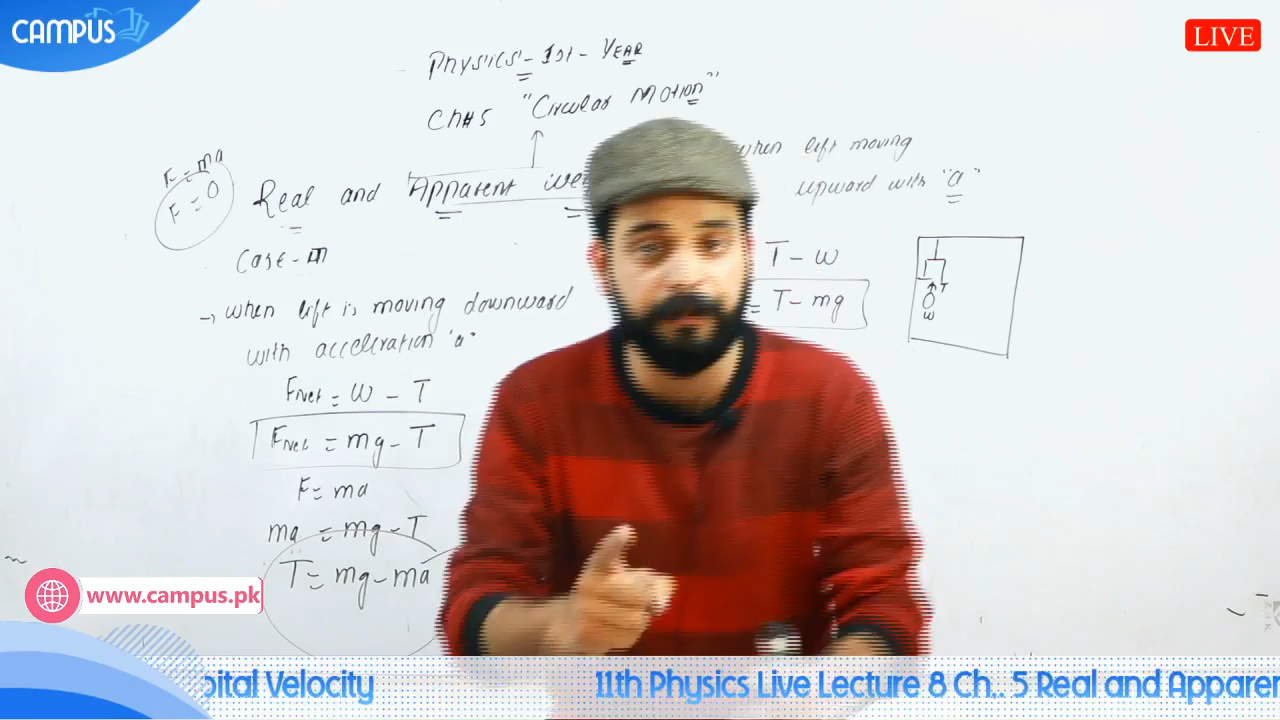 CAMPUS
LIVE
Physics - 1st - YEAR
Ch#5 "Circular Motion"
F = ma
F = 0
Real and Apparent
Case - III
→ when lift is moving downward
with accelration "a"
Fnet = w - T
Fnet = mg - T
F = ma
ma = mg - T
T = mg - ma
when lift moving
upward with "a"
T - w
= T - mg
T
w
www.campus.pk
bital Velocity
11th Physics Live Lecture 8 Ch.. 5 Real and Apparer